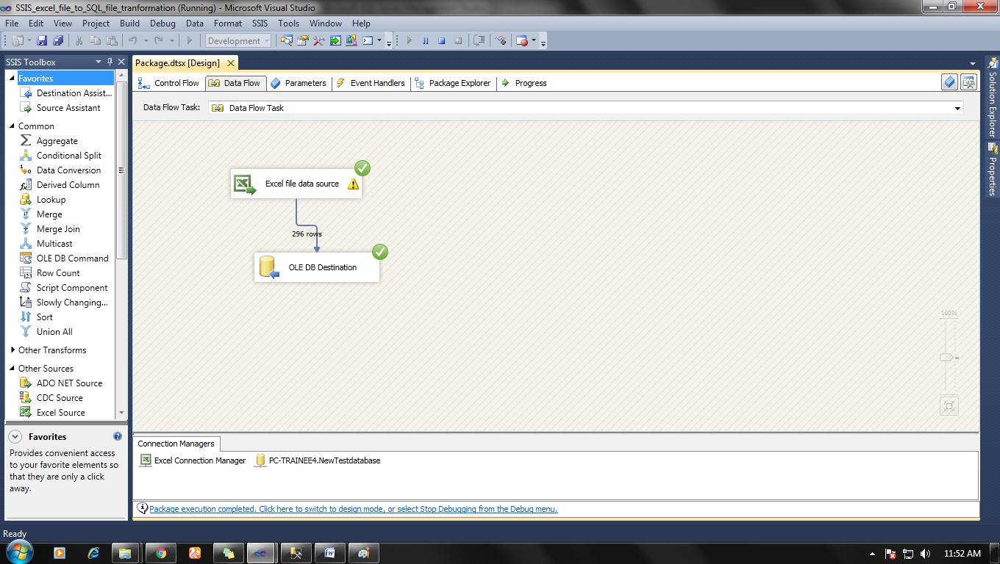 SSIS_excel_file_to_SQL_file_tranformation (Running) - Microsoft Visual Studio
File Edit View Project Build Debug Data Format SSIS Tools Window Help
Development
SSIS Toolbox
Favorites
Destination Assist...
Source Assistant
Common
Aggregate
Conditional Split
Data Conversion
Derived Column
Lookup
Merge
Merge Join
Multicast
OLE DB Command
Row Count
Script Component
Slowly Changing...
Sort
Union All
Other Transforms
Other Sources
ADO NET Source
CDC Source
Excel Source
Favorites
Provides convenient access
to your favorite elements so
that they are only a click
away.
Package.dtsx [Design]
Control Flow Data Flow Parameters Event Handlers Package Explorer Progress
Data Flow Task: Data Flow Task
Excel file data source
296 rows
OLE DB Destination
100%
Connection Managers
Excel Connection Manager PC-TRAINEE4.NewTestdatabase
Package execution completed. Click here to switch to design mode, or select Stop Debugging from the Debug menu.
Solution Explorer
Properties
Ready
11:52 AM